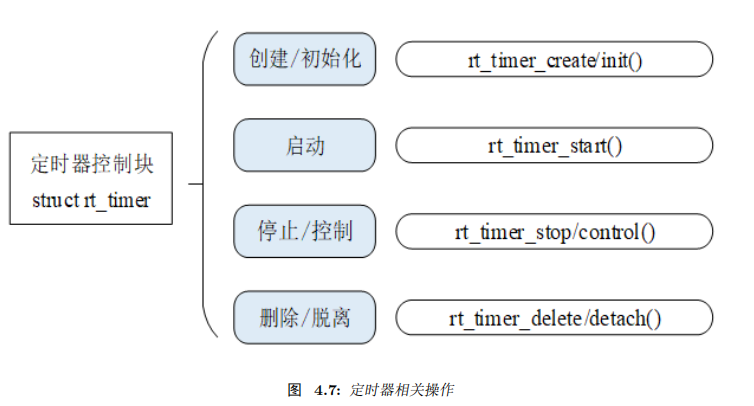 定时器控制块
struct rt_timer
创建/初始化
rt_timer_create/init()
启动
rt_timer_start()
停止/控制
rt_timer_stop/control()
删除/脱离
rt_timer_delete/detach()
图 4.7: 定时器相关操作